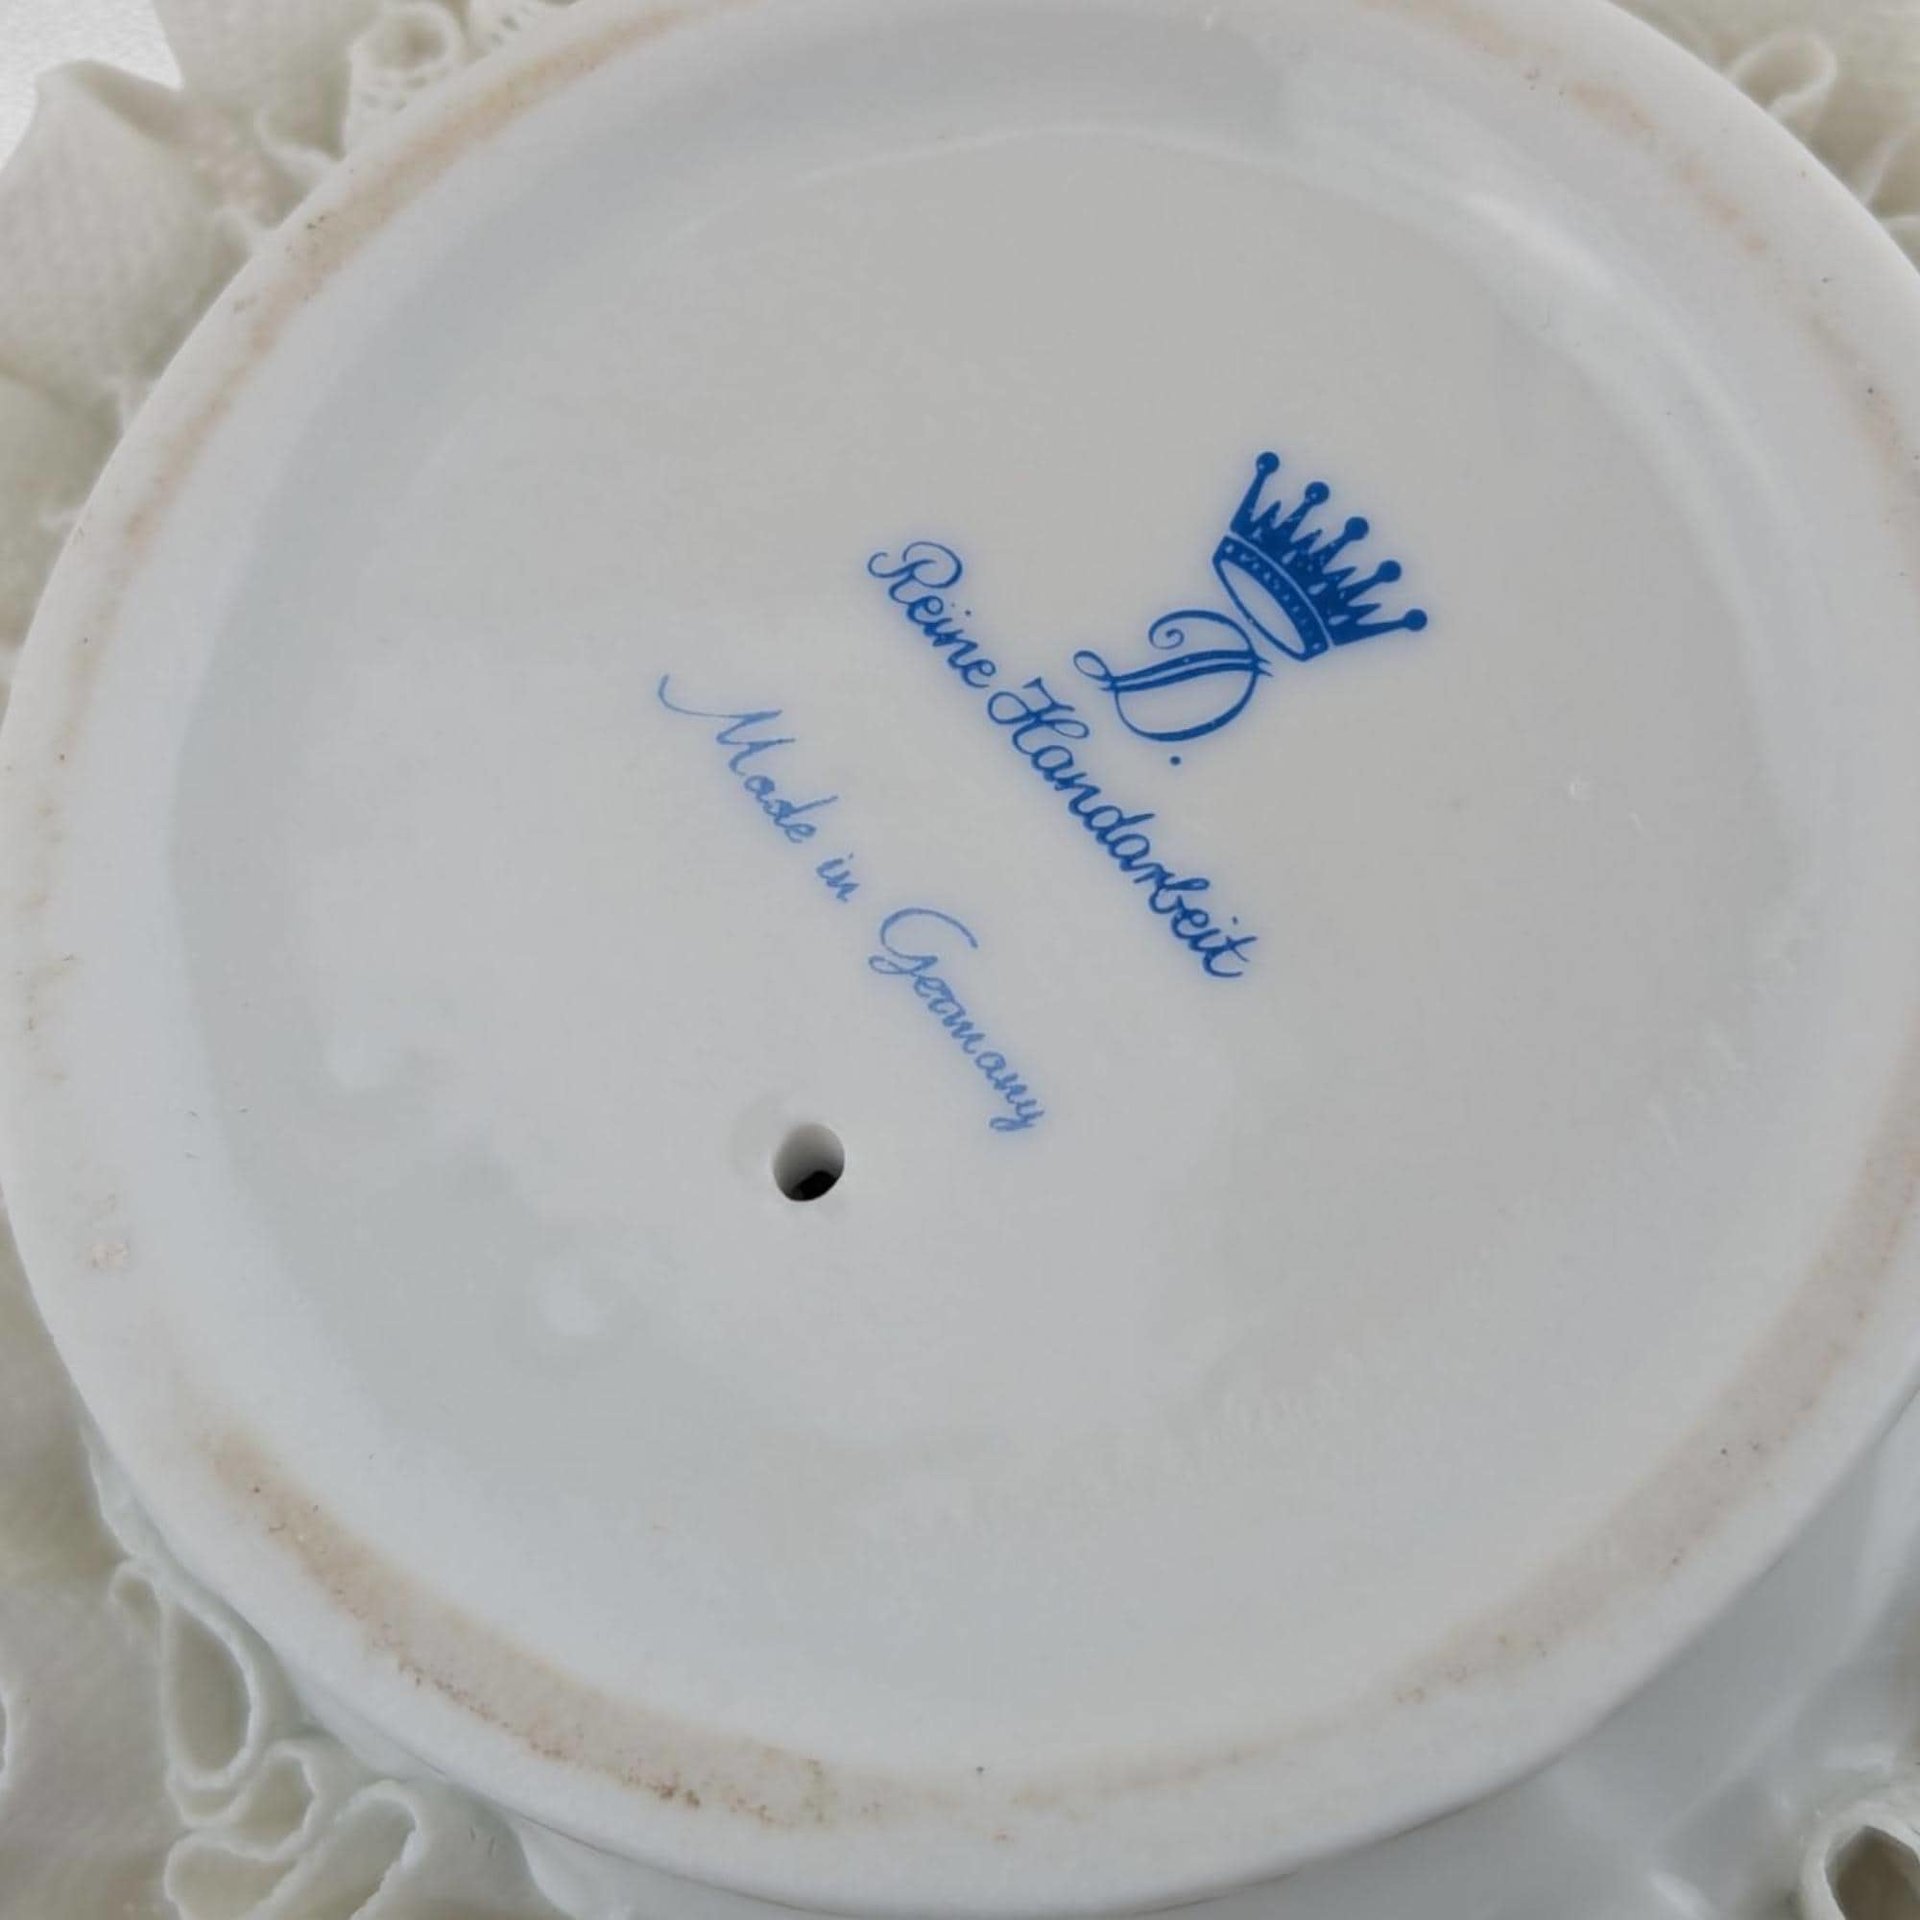 D.
Reine Handarbeit
Made in Germany